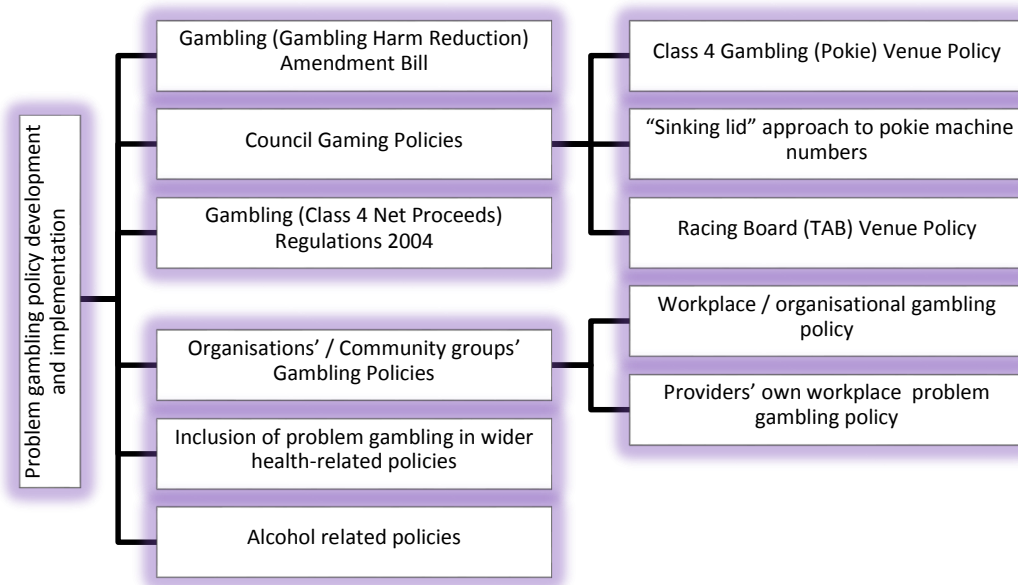 Problem gambling policy development
and implementation
Gambling (Gambling Harm Reduction)
Amendment Bill
Council Gaming Policies
Gambling (Class 4 Net Proceeds)
Regulations 2004
Organisations’ / Community groups’
Gambling Policies
Inclusion of problem gambling in wider
health-related policies
Alcohol related policies
Class 4 Gambling (Pokie) Venue Policy
“Sinking lid” approach to pokie machine
numbers
Racing Board (TAB) Venue Policy
Workplace / organisational gambling
policy
Providers’ own workplace problem
gambling policy